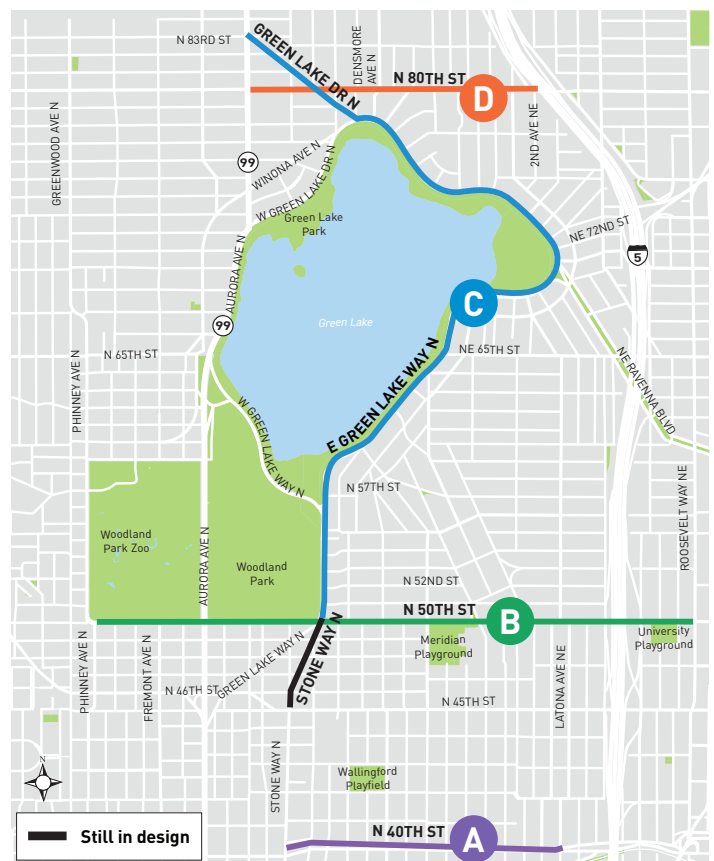 N 83RD ST
GREEN LAKE DR N
DENSMORE
AVE N
N 80TH ST
D
2ND AVE NE
GREENWOOD AVE N
99
WINONA AVE N
W GREEN LAKE DR N
Green Lake
Park
NE 72ND ST
5
AURORA AVE N
C
99
Green Lake
N 65TH ST
NE 65TH ST
PHINNEY AVE N
E GREEN LAKE WAY N
NE RAVENNA BLVD
W GREEN LAKE WAY N
N 57TH ST
ROOSEVELT WAY NE
Woodland
Park Zoo
AURORA AVE N
Woodland
Park
N 52ND ST
N 50TH ST
B
PHINNEY AVE N
FREMONT AVE N
GREEN LAKE WAY N
STONE WAY N
Meridian
Playground
LATONA AVE NE
University
Playground
N 46TH ST
N 45TH ST
STONE WAY N
N
Wallingford
Playfield
Still in design
N 40TH ST
A